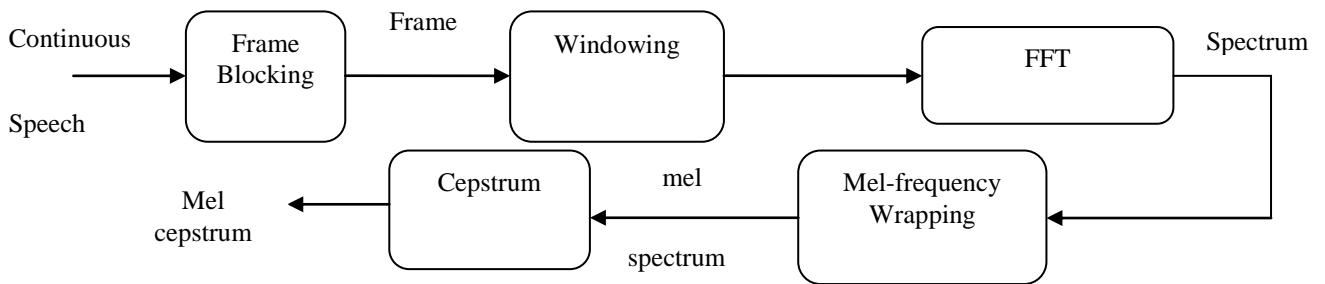 Continuous
Speech
Frame
Blocking
Frame
Windowing
FFT
Spectrum
Mel-frequency
Wrapping
mel
spectrum
Cepstrum
Mel
cepstrum